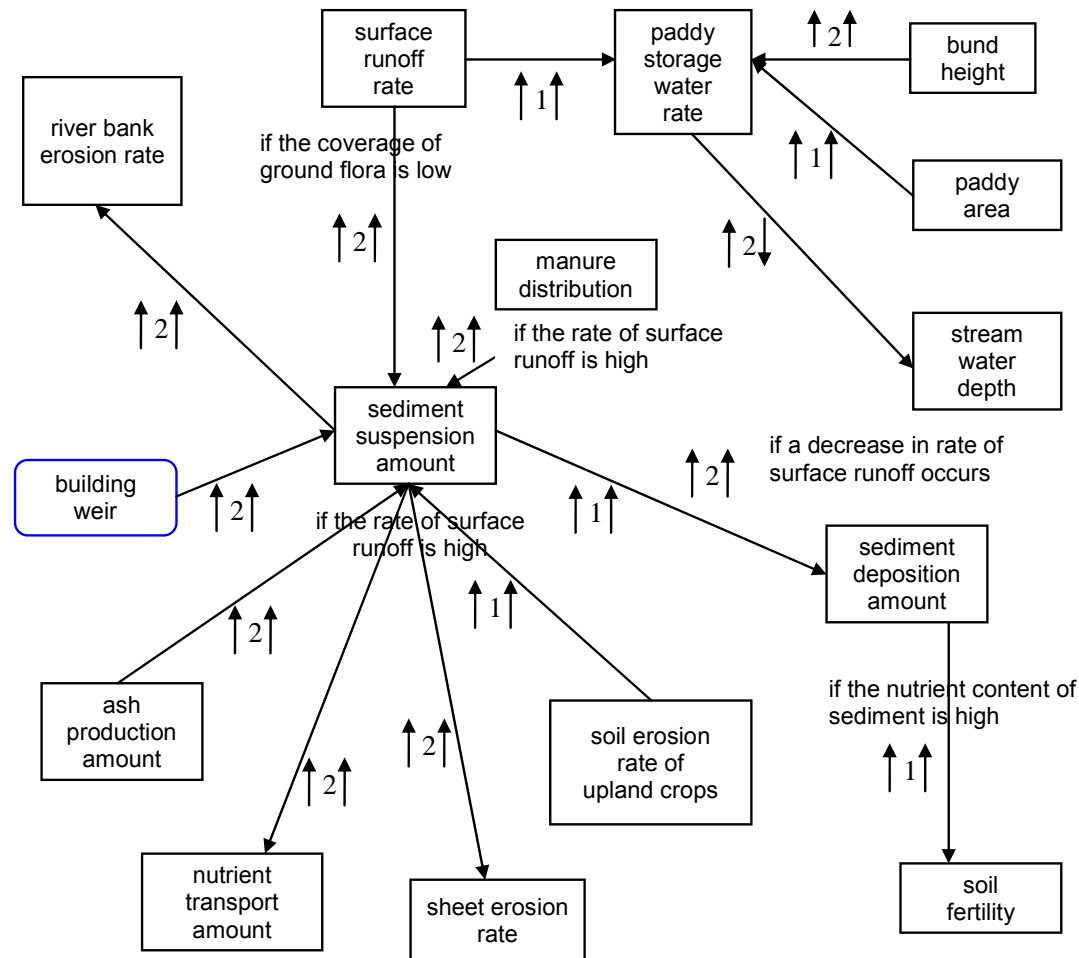 surface
runoff
rate
paddy
storage
water
rate
↑2↑
bund
height
↑1↑
river bank
erosion rate
if the coverage of
ground flora is low
↑1↑
paddy
area
↑2↑
↑2↓
manure
distribution
↑2↑
↑2↑
if the rate of surface
runoff is high
stream
water
depth
sediment
suspension
amount
if a decrease in rate of
surface runoff occurs
↑2↑
building
weir
↑2↑
↑1↑
if the rate of surface
runoff is high
sediment
deposition
amount
↑2↑
↑1↑
ash
production
amount
↑2↑
↑2↑
soil erosion
rate of
upland crops
if the nutrient content of
sediment is high
↑1↑
nutrient
transport
amount
sheet erosion
rate
soil
fertility